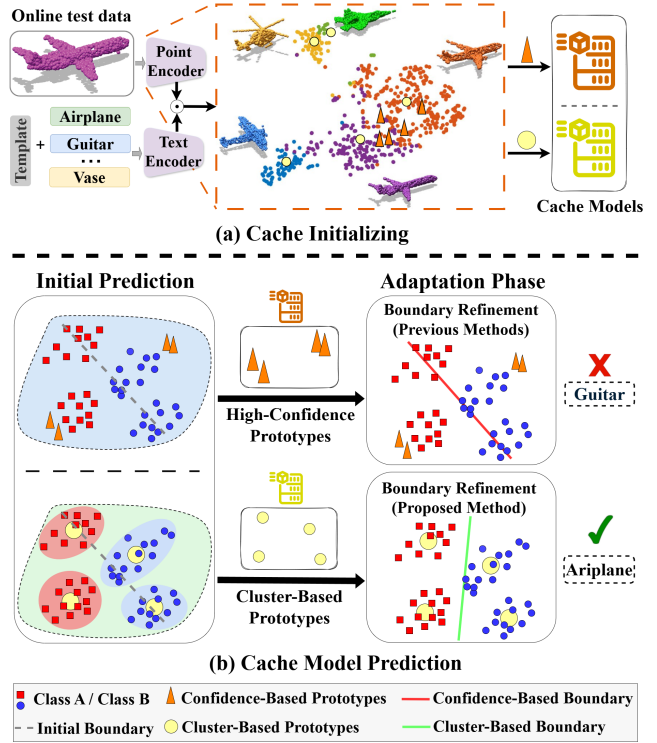 Online test data
Point
Encoder
Template
+
Airplane
Guitar
...
Vase
Text
Encoder
Cache Models
(a) Cache Initializing
Initial Prediction
Adaptation Phase
High-Confidence
Prototypes
Boundary Refinement
(Previous Methods)
X
Guitar
Cluster-Based
Prototypes
Boundary Refinement
(Proposed Method)
✓
Ariplane
(b) Cache Model Prediction
Class A / Class B
Confidence-Based Prototypes
Confidence-Based Boundary
Initial Boundary
Cluster-Based Prototypes
Cluster-Based Boundary